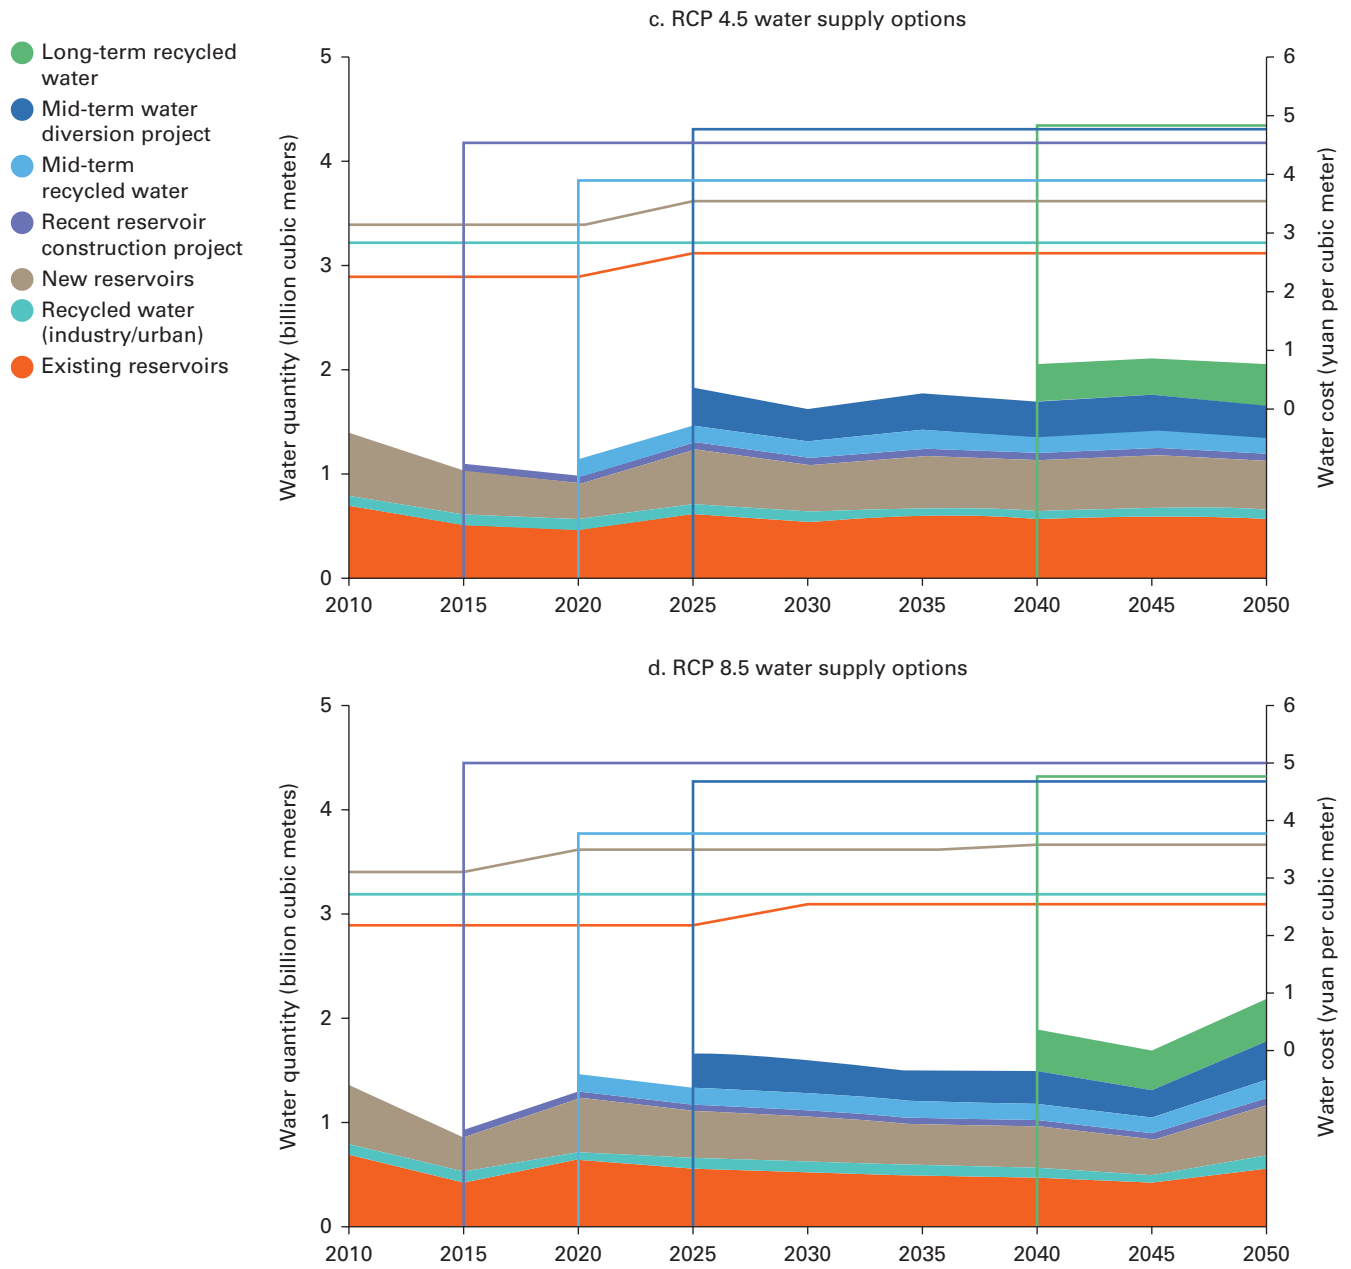 c. RCP 4.5 water supply options
Long-term recycled
water
Mid-term water
diversion project
Mid-term
recycled water
Recent reservoir
construction project
New reservoirs
Recycled water
(industry/urban)
Existing reservoirs
Water quantity (billion cubic meters)
5
4
3
2
1
0
6
5
4
3
2
1
0
Water cost (yuan per cubic meter)
2010 2015 2020 2025 2030 2035 2040 2045 2050
d. RCP 8.5 water supply options
Water quantity (billion cubic meters)
5
4
3
2
1
0
6
5
4
3
2
1
0
Water cost (yuan per cubic meter)
2010 2015 2020 2025 2030 2035 2040 2045 2050